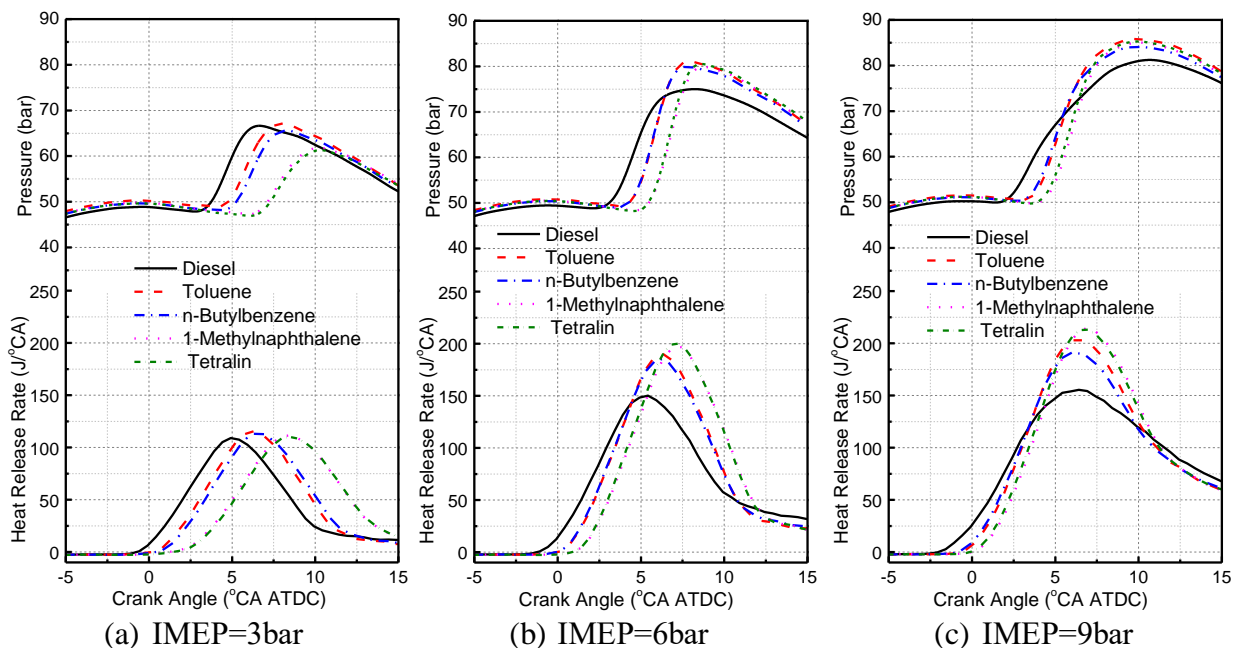 Pressure (bar)
90
80
70
60
50
40
Diesel
Toluene
n-Butylbenzene
1-Methylnaphthalene
Tetralin
Heat Release Rate (J/°CA)
250
200
150
100
50
0
-5 0 5 10 15
Crank Angle (°CA ATDC)
(a) IMEP=3bar
Pressure (bar)
90
80
70
60
50
40
Diesel
Toluene
n-Butylbenzene
1-Methylnaphthalene
Tetralin
Heat Release Rate (J/°CA)
250
200
150
100
50
0
-5 0 5 10 15
Crank Angle (°CA ATDC)
(b) IMEP=6bar
Pressure (bar)
90
80
70
60
50
40
Diesel
Toluene
n-Butylbenzene
1-Methylnaphthalene
Tetralin
Heat Release Rate (J/°CA)
250
200
150
100
50
0
-5 0 5 10 15
Crank Angle (°CA ATDC)
(c) IMEP=9bar